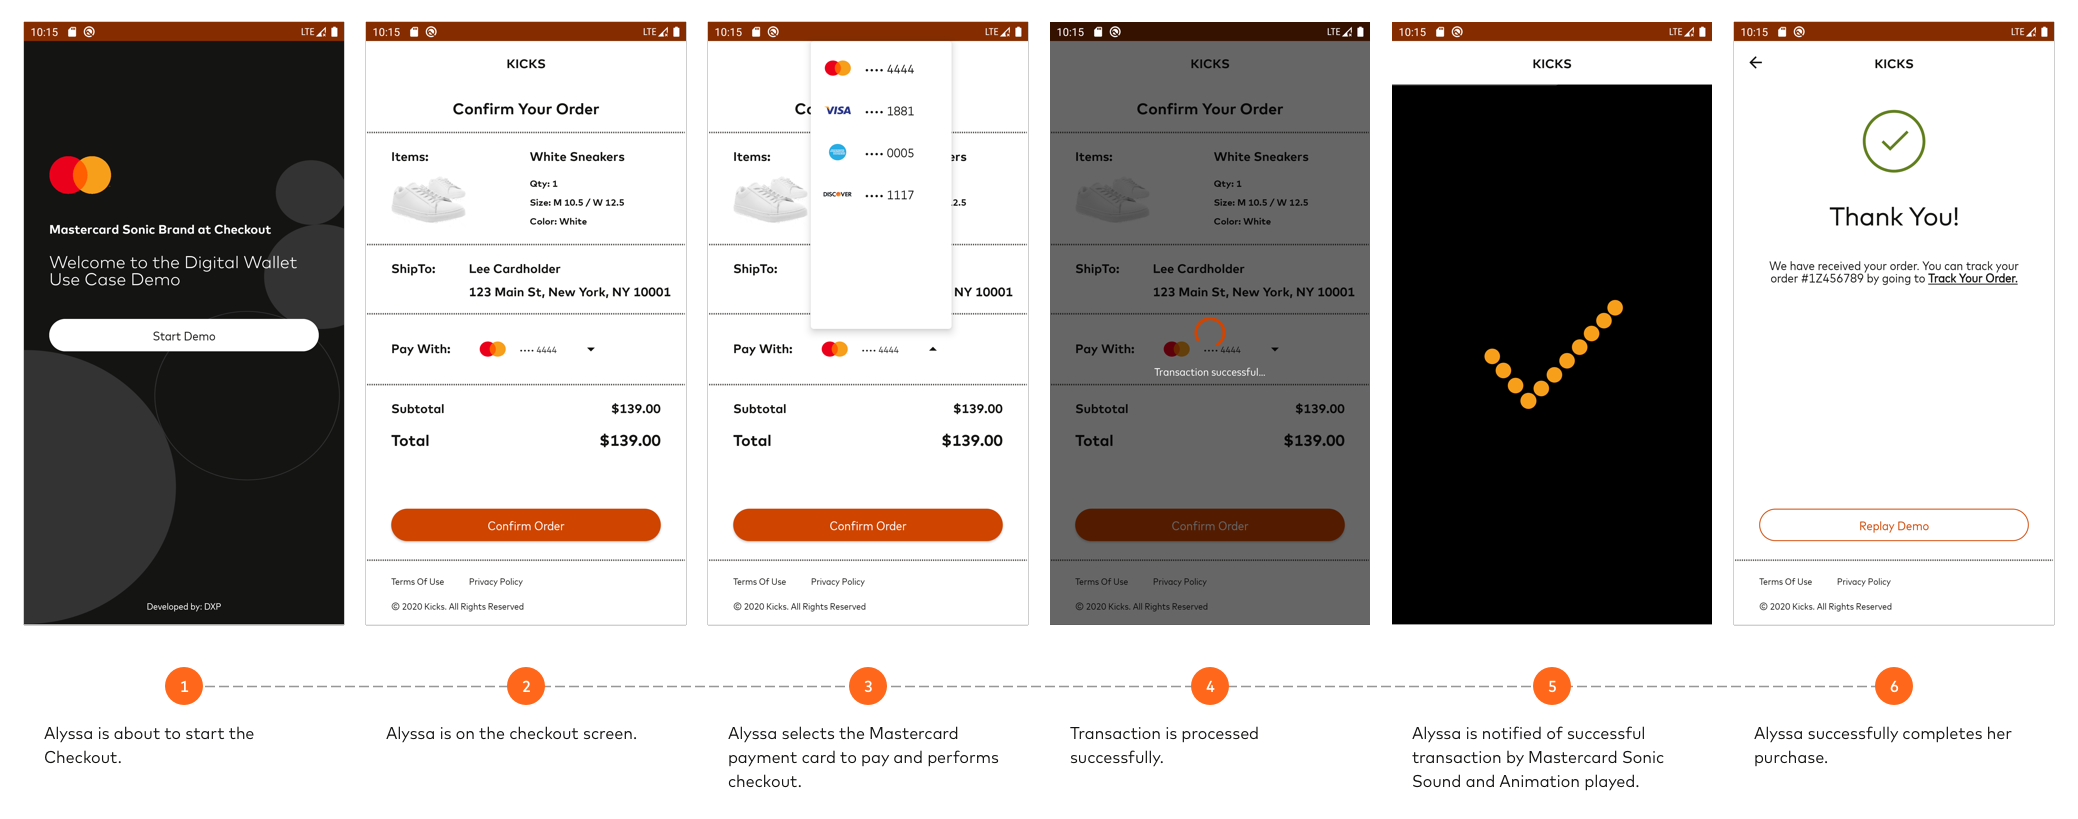 10:15 LTE
Mastercard Sonic Brand at Checkout
Welcome to the Digital Wallet
Use Case Demo
Start Demo
Developed by: DXP
10:15 LTE
KICKS
Confirm Your Order
Items: White Sneakers
Qty: 1
Size: M 10.5 / W 12.5
Color: White
ShipTo: Lee Cardholder
123 Main St, New York, NY 10001
Pay With: •••• 4444
Subtotal $139.00
Total $139.00
Confirm Order
Terms Of Use Privacy Policy
© 2020 Kicks. All Rights Reserved
10:15 LTE
•••• 4444
Co
VISA •••• 1881
Items: ers
•••• 0005
DISCOVER •••• 1117
2.5
ShipTo:
NY 10001
Pay With: •••• 4444
Subtotal $139.00
Total $139.00
Confirm Order
Terms Of Use Privacy Policy
© 2020 Kicks. All Rights Reserved
10:15 LTE
KICKS
Confirm Your Order
Items: White Sneakers
Qty: 1
Size: M 10.5 / W 12.5
Color: White
ShipTo: Lee Cardholder
123 Main St, New York, NY 10001
Pay With: •••• 4444
Transaction successful...
Subtotal $139.00
Total $139.00
Confirm Order
Terms Of Use Privacy Policy
© 2020 Kicks. All Rights Reserved
10:15 LTE
KICKS
10:15 LTE
KICKS
Thank You!
We have received your order. You can track your
order #1Z456789 by going to Track Your Order.
Replay Demo
Terms Of Use Privacy Policy
© 2020 Kicks. All Rights Reserved
1
Alyssa is about to start the
Checkout.
2
Alyssa is on the checkout screen.
3
Alyssa selects the Mastercard
payment card to pay and performs
checkout.
4
Transaction is processed
successfully.
5
Alyssa is notified of successful
transaction by Mastercard Sonic
Sound and Animation played.
6
Alyssa successfully completes her
purchase.